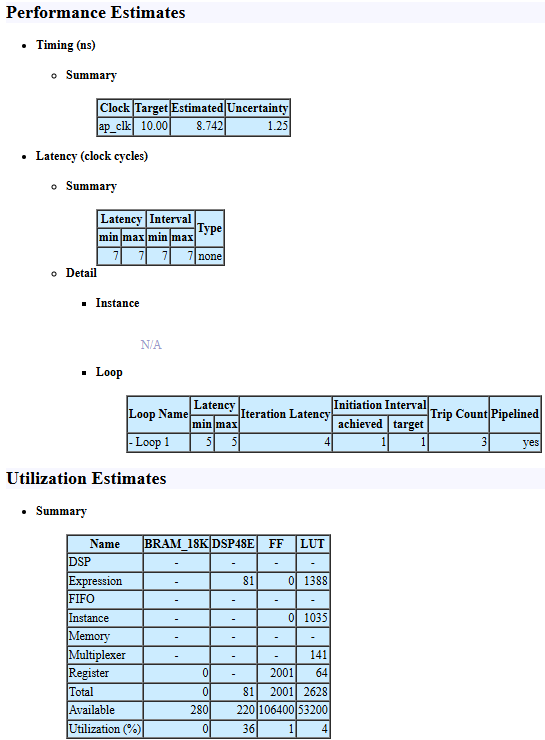 Performance Estimates
Timing (ns)
Summary
Clock Target Estimated Uncertainty
ap_clk 10.00 8.742 1.25
Latency (clock cycles)
Summary
Latency Interval Type
min max min max
7 7 7 7 none
Detail
Instance
N/A
Loop
Loop Name Latency Iteration Latency Initiation Interval Trip Count Pipelined
min max achieved target
- Loop 1 5 5 4 1 1 3 yes
Utilization Estimates
Summary
Name BRAM_18K DSP48E FF LUT
DSP - - - -
Expression - 81 0 1388
FIFO - - - -
Instance - - 0 1035
Memory - - - -
Multiplexer - - - 141
Register 0 - 2001 64
Total 0 81 2001 2628
Available 280 220 106400 53200
Utilization (%) 0 36 1 4